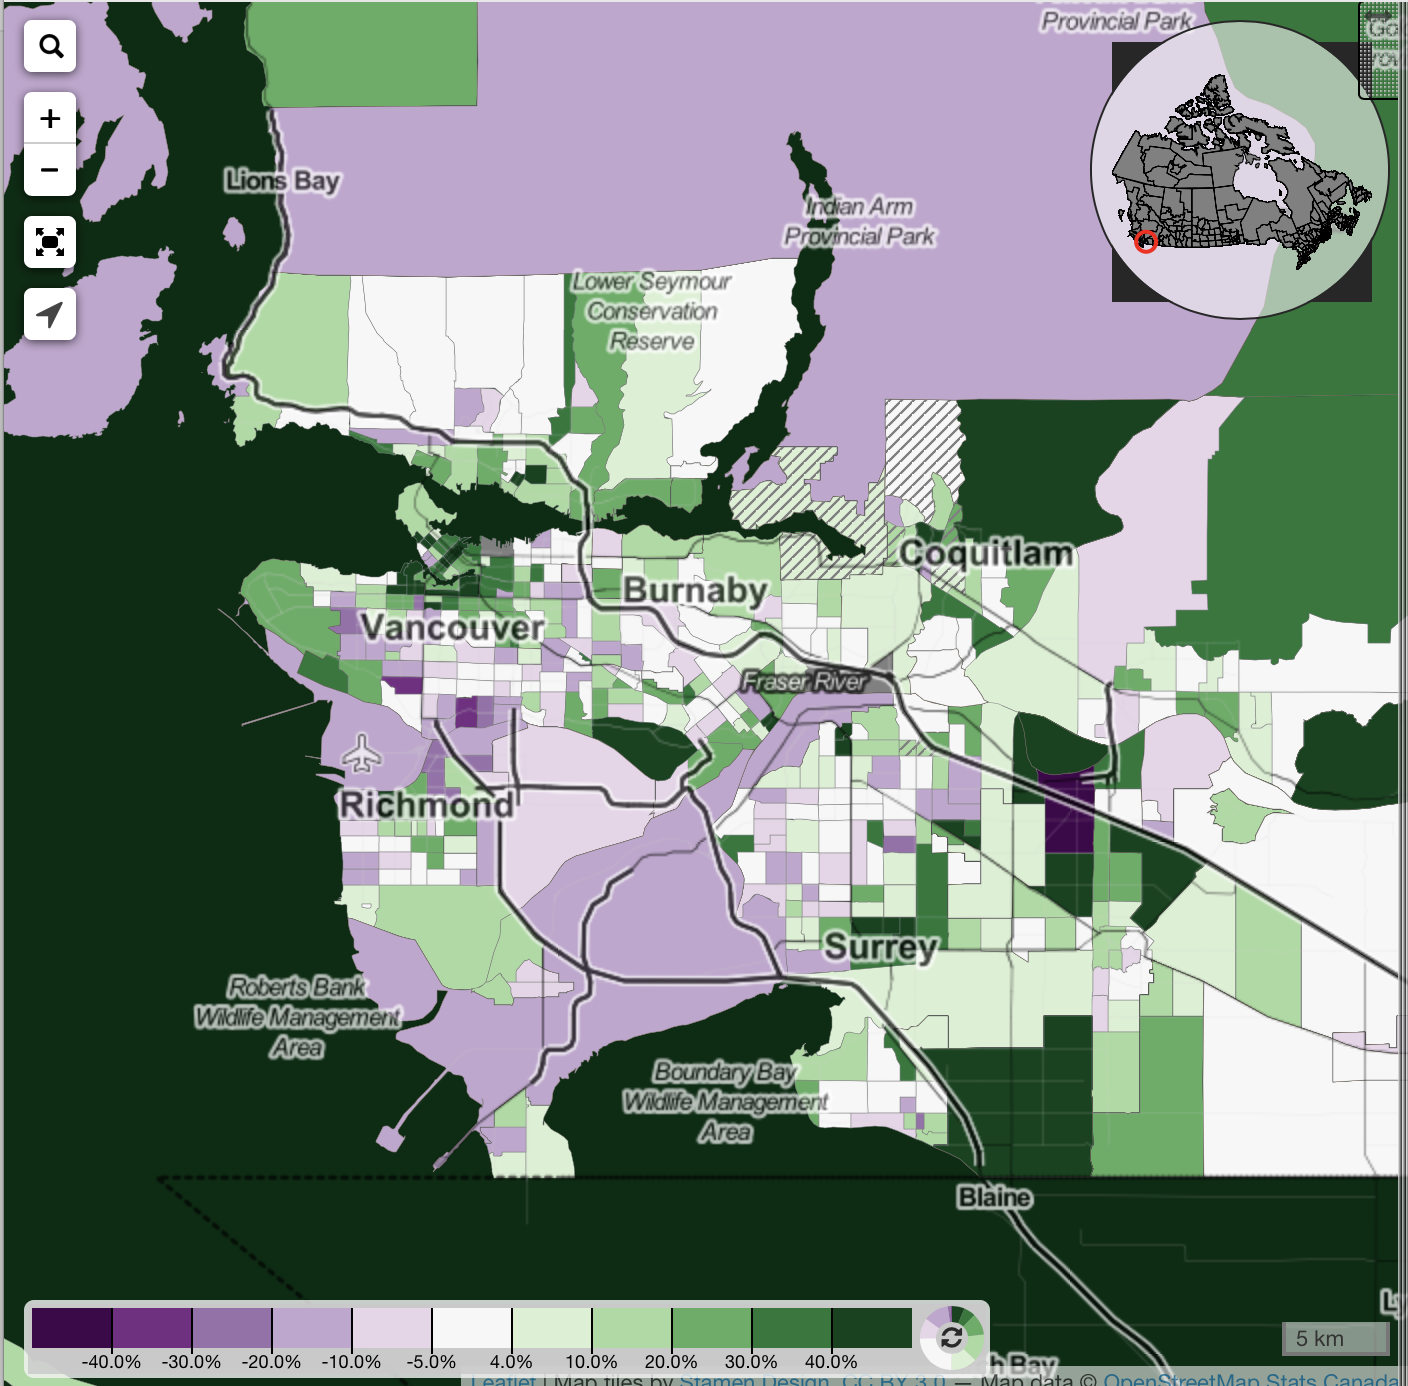 Provincial Park
Lions Bay
Indian Arm
Provincial Park
Lower Seymour
Conservation
Reserve
Coquitlam
Burnaby
Vancouver
Fraser River
Richmond
Surrey
Roberts Bank
Wildlife Management
Area
Boundary Bay
Wildlife Management
Area
Blaine
-40.0% -30.0% -20.0% -10.0% -5.0% 4.0% 10.0% 20.0% 30.0% 40.0%
5 km
h Bay
Leaflet | Map files by Stamen Design, CC BY 3.0 — Map data © OpenStreetMap Stats Canada